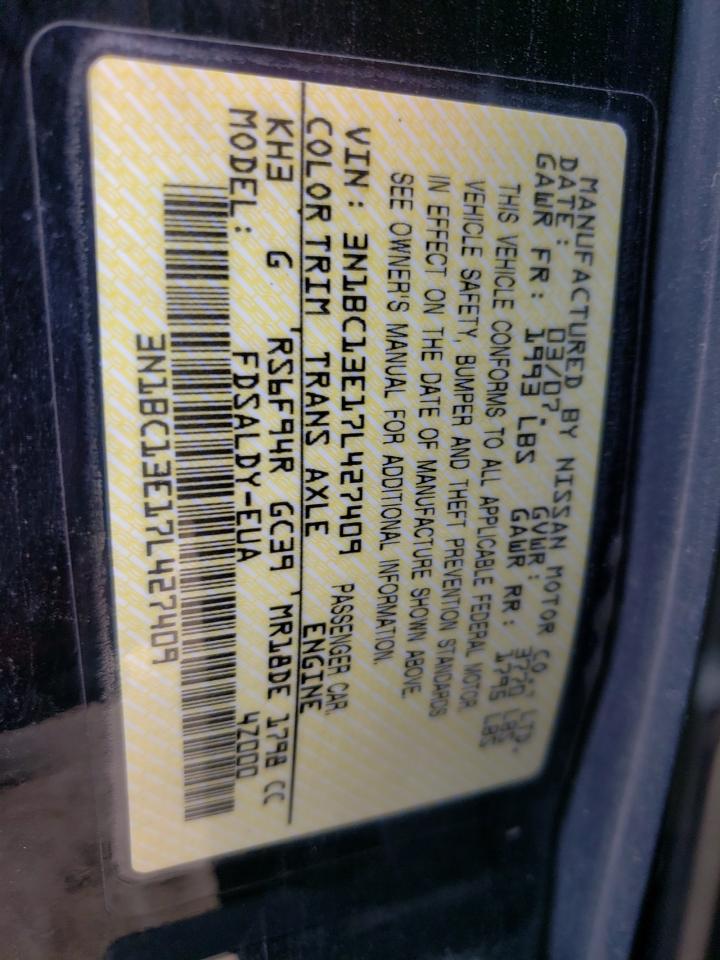 MANUFACTURED BY NISSAN MOTOR CO., LTD.
DATE: 03/07. GVWR: 3770 LBS
GAWR FR: 1993 LBS GAWR RR: 1795 LBS
THIS VEHICLE CONFORMS TO ALL APPLICABLE FEDERAL MOTOR
VEHICLE SAFETY, BUMPER AND THEFT PREVENTION STANDARDS
IN EFFECT ON THE DATE OF MANUFACTURE SHOWN ABOVE.
SEE OWNER'S MANUAL FOR ADDITIONAL INFORMATION.
VIN: 3N1BC13E17L427409 PASSENGER CAR.
COLOR TRIM TRANS AXLE ENGINE
KH3 G 'RS6F94R GC39 'MR18DE 1798 CC
MODEL: FDSALDY-EUA 4Z000
3N1BC13E17L427409